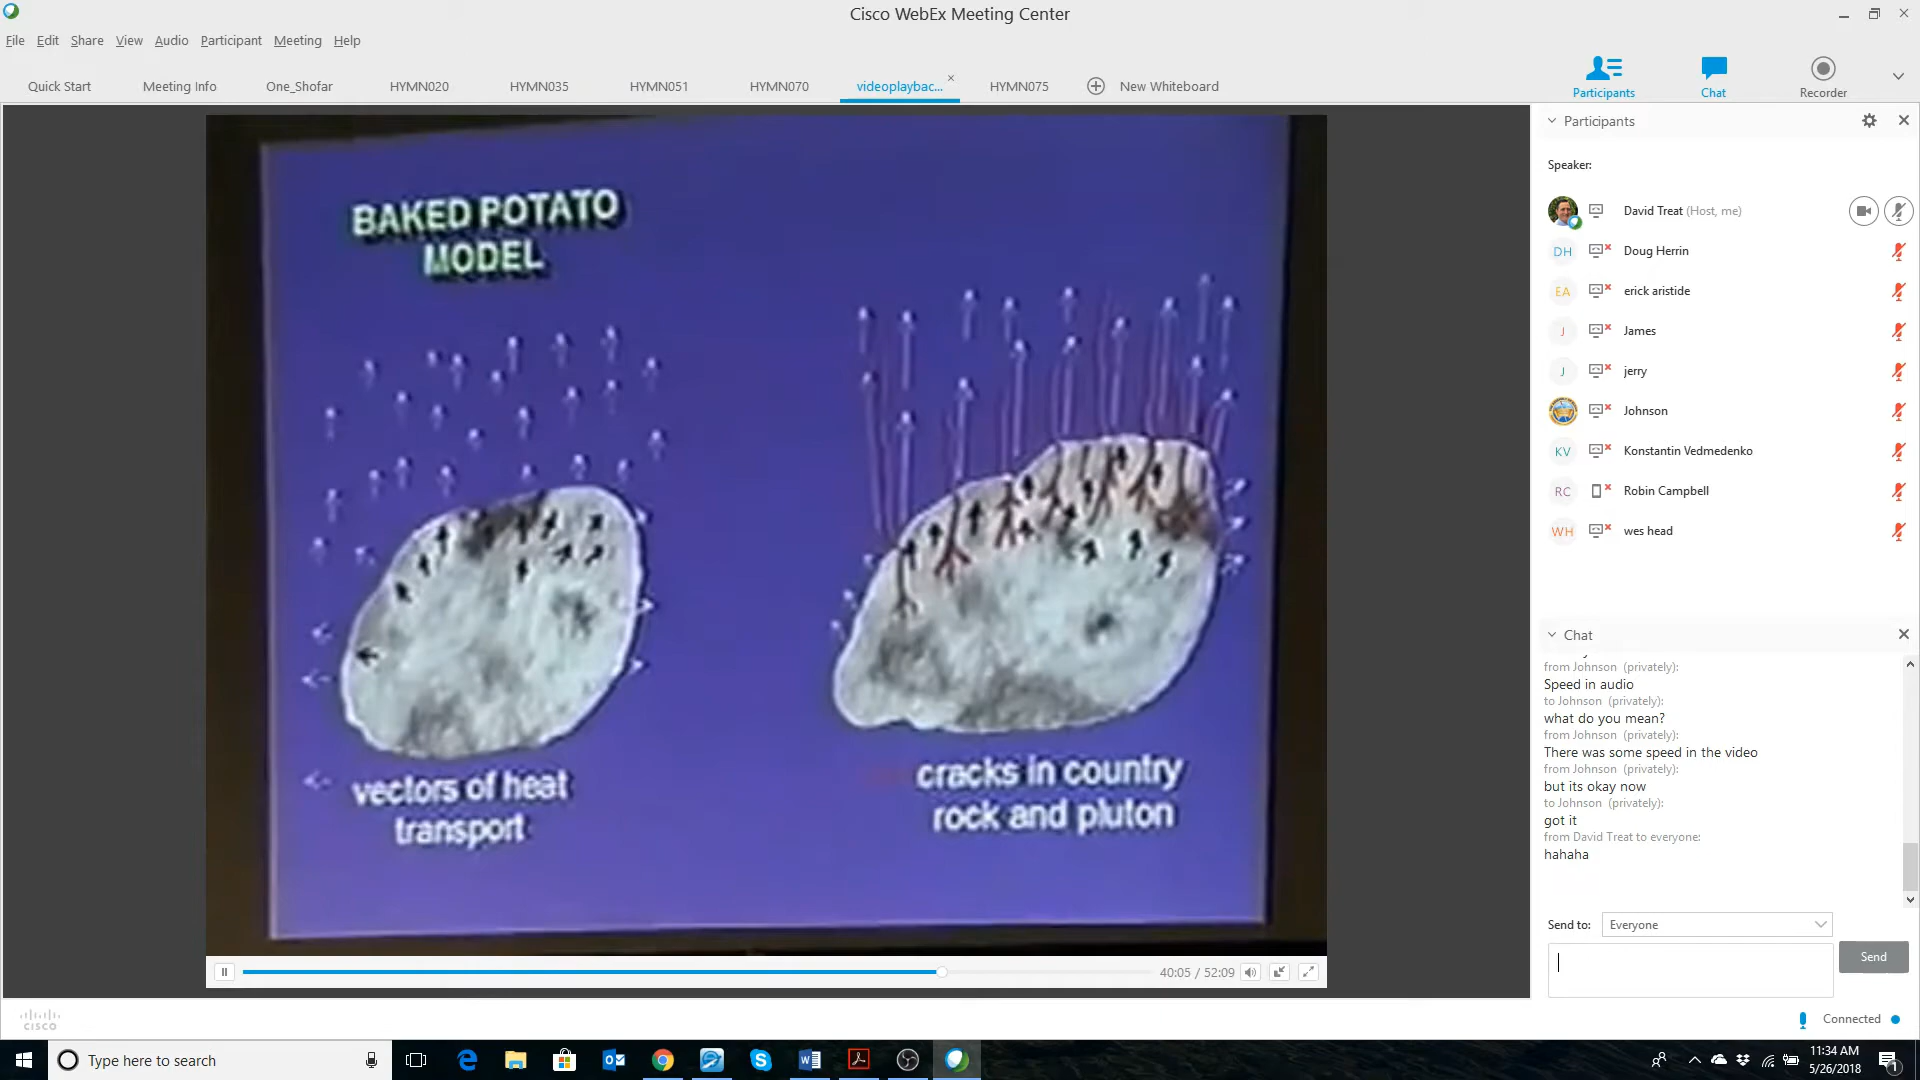 Cisco WebEx Meeting Center
File Edit Share View Audio Participant Meeting Help
Quick Start Meeting Info One_Shofar HYMN020 HYMN035 HYMN051 HYMN070 videoplaybac... HYMN075 New Whiteboard
Participants Chat Recorder
BAKED POTATO
MODEL
vectors of heat
transport
cracks in country
rock and pluton
40:05 / 52:09
Participants
Speaker:
David Treat (Host, me)
DH Doug Herrin
EA erick aristide
J James
J jerry
Johnson
KV Konstantin Vedmedenko
RC Robin Campbell
WH wes head
Chat
from Johnson (privately):
Speed in audio
to Johnson (privately):
what do you mean?
from Johnson (privately):
There was some speed in the video
from Johnson (privately):
but its okay now
to Johnson (privately):
got it
from David Treat to everyone:
hahaha
Send to: Everyone
Send
cisco
Connected
Type here to search
11:34 AM
5/26/2018
1